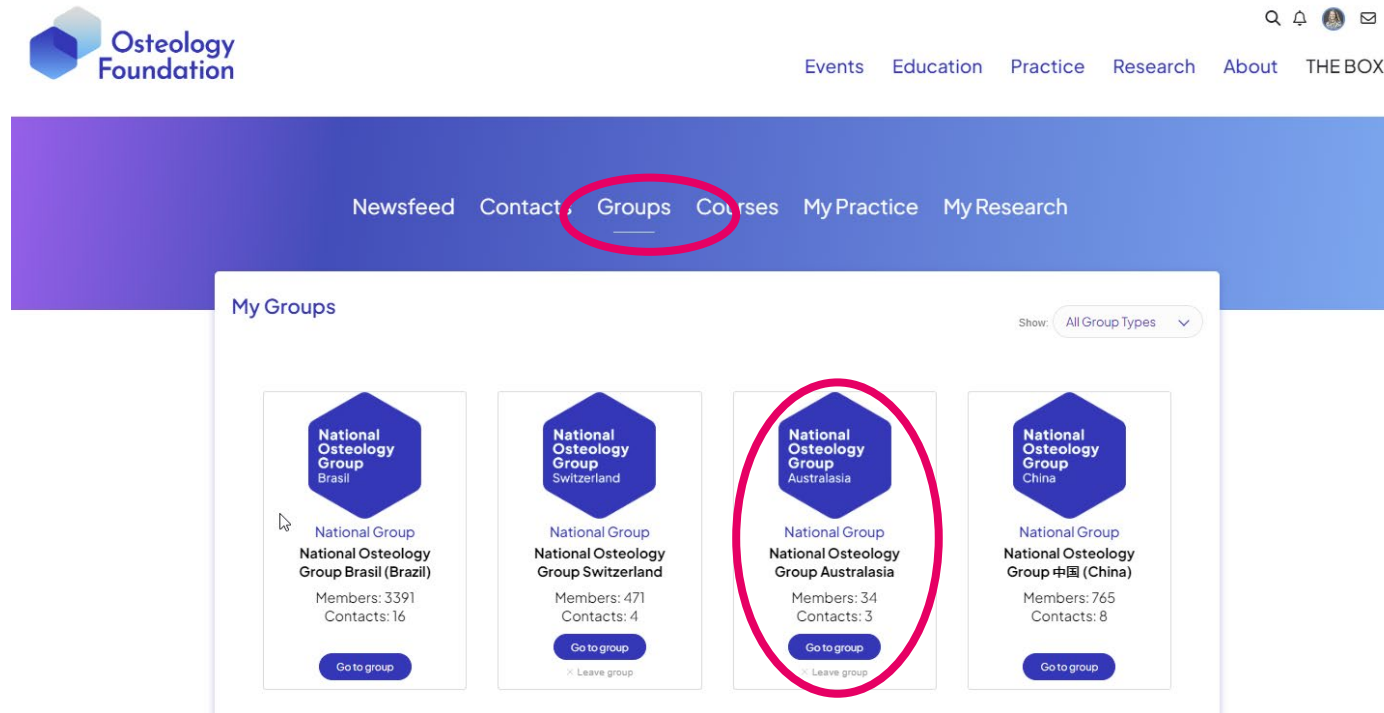 Osteology
Foundation
Events Education Practice Research About THE BOX
Newsfeed Contacts Groups Courses My Practice My Research
My Groups
Show: All Group Types
National
Osteology
Group
Brasil
National Group
National Osteology
Group Brasil (Brazil)
Members: 3391
Contacts: 16
Go to group
National
Osteology
Group
Switzerland
National Group
National Osteology
Group Switzerland
Members: 471
Contacts: 4
Go to group
× Leave group
National
Osteology
Group
Australasia
National Group
National Osteology
Group Australasia
Members: 34
Contacts: 3
Go to group
× Leave group
National
Osteology
Group
China
National Group
National Osteology
Group 中国 (China)
Members: 765
Contacts: 8
Go to group